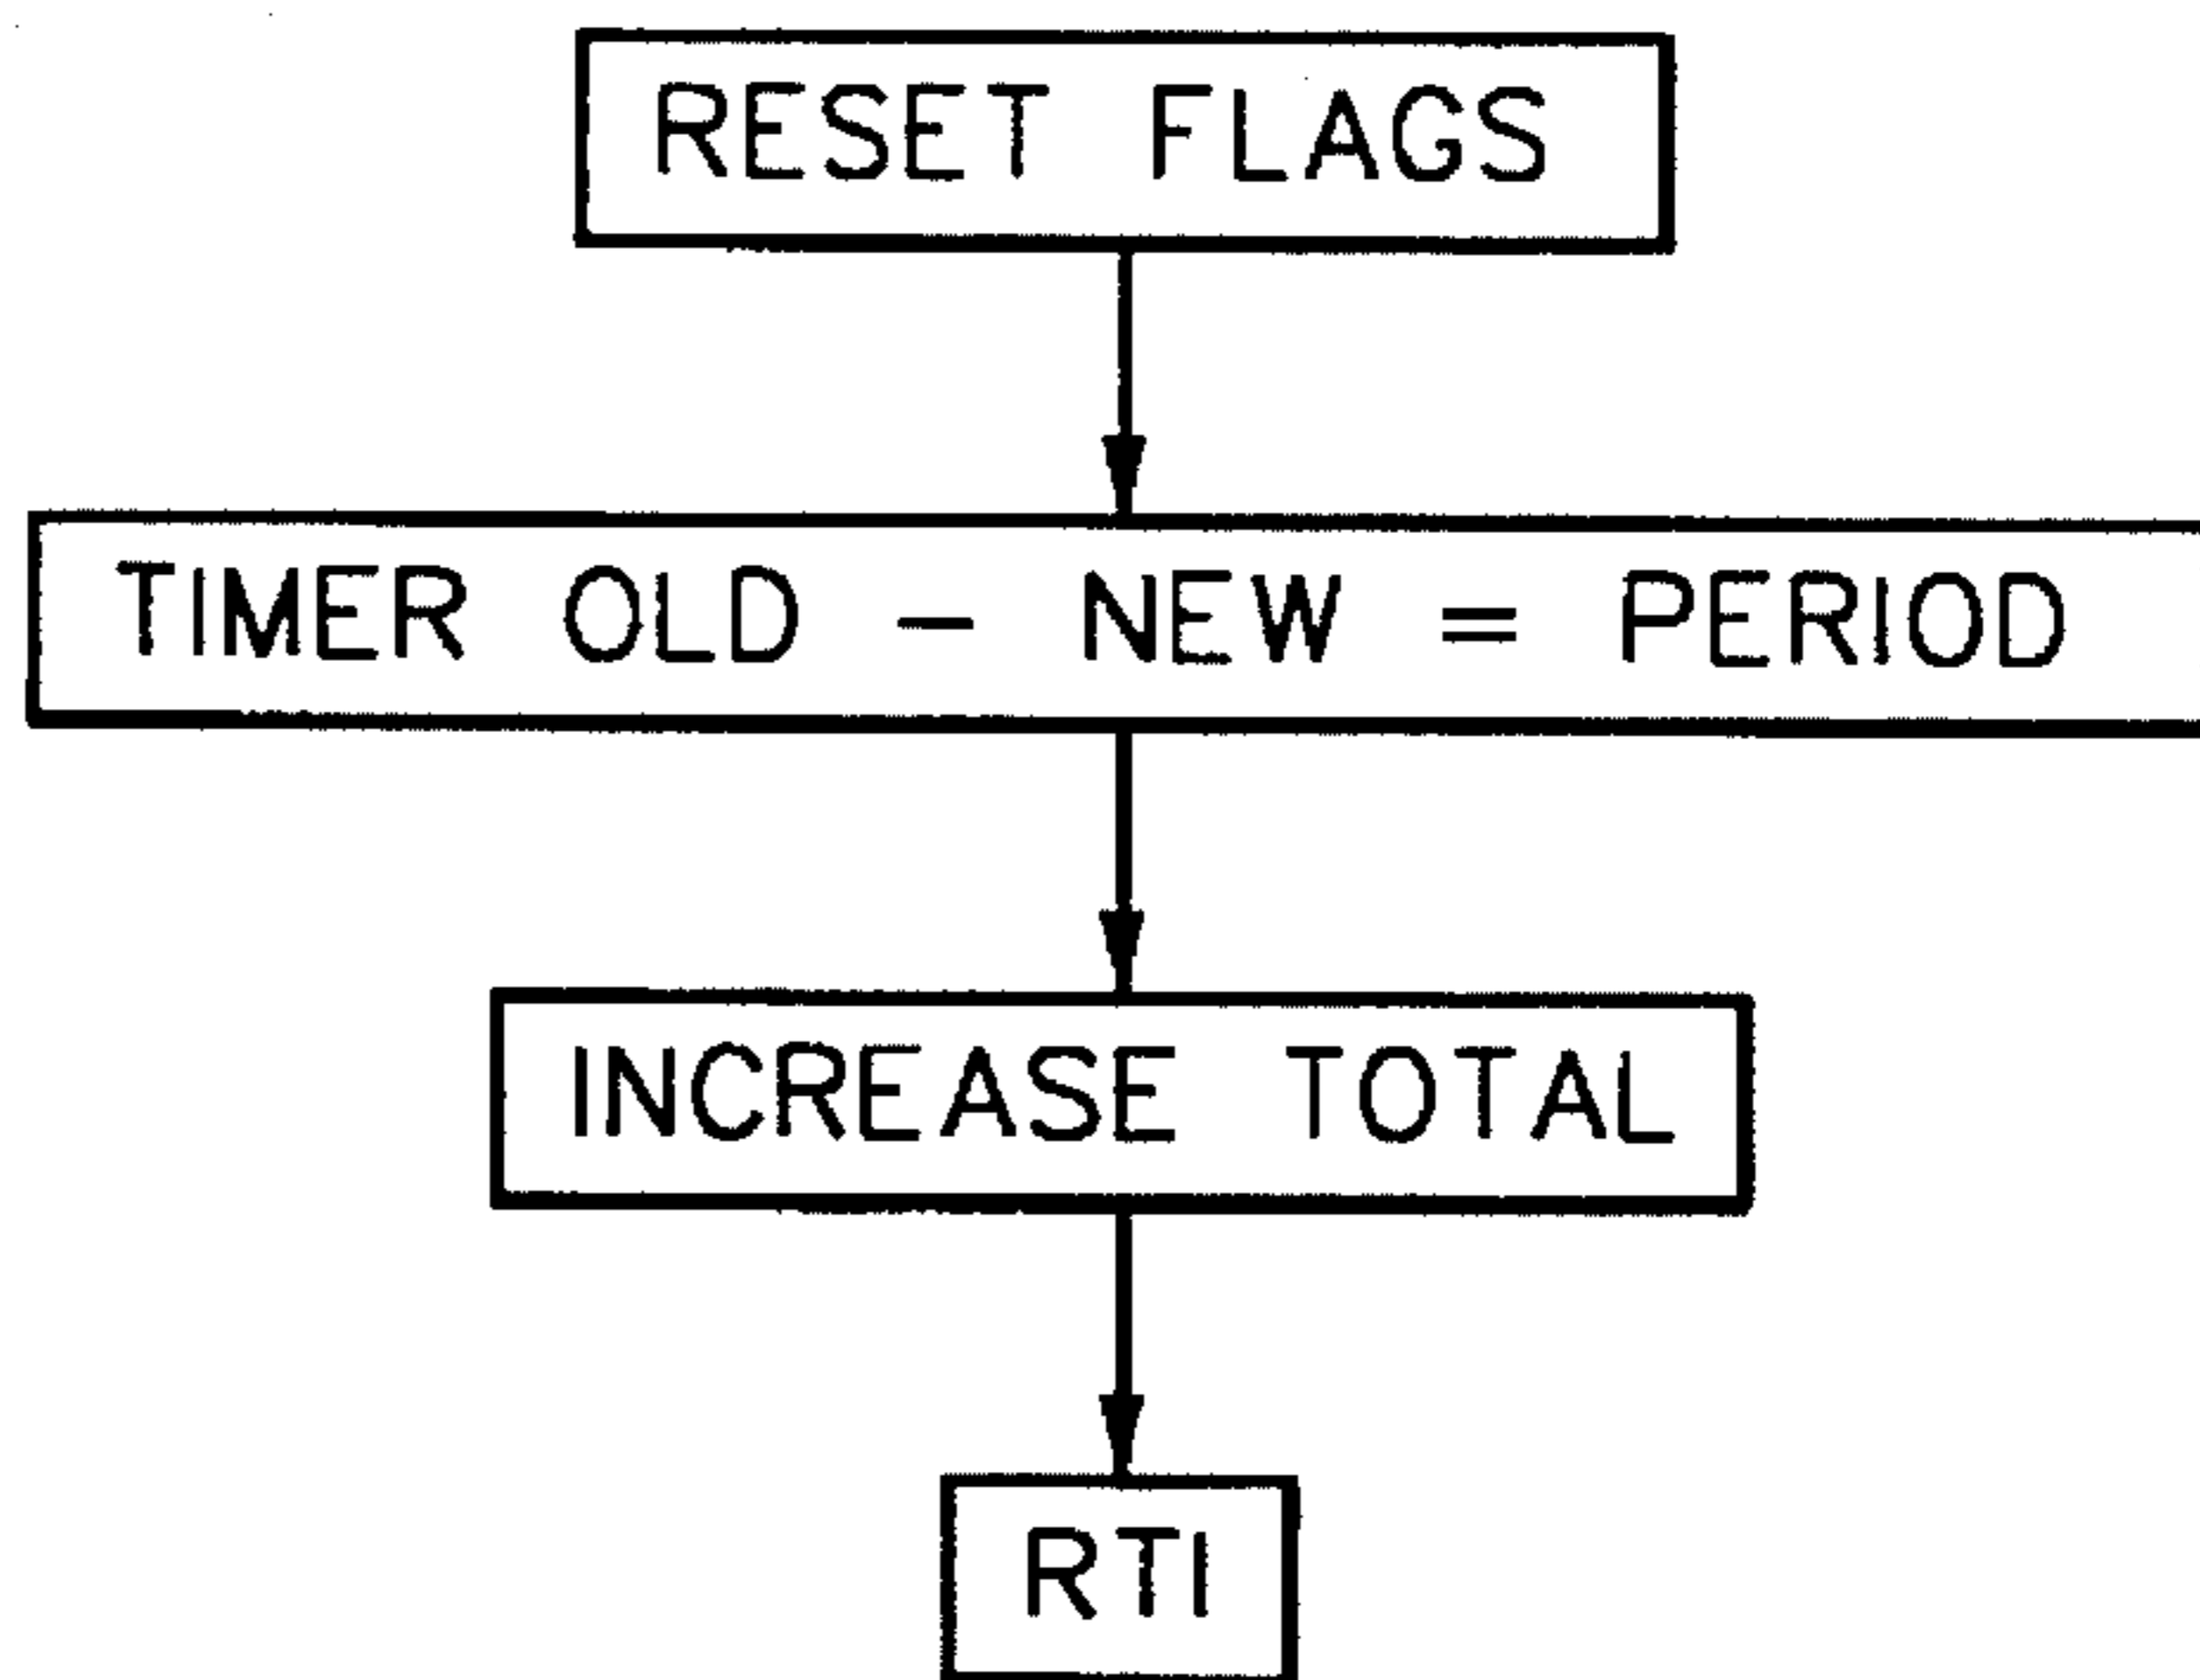 RESET FLAGS
TIMER OLD - NEW = PERIOD
INCREASE TOTAL
RTI